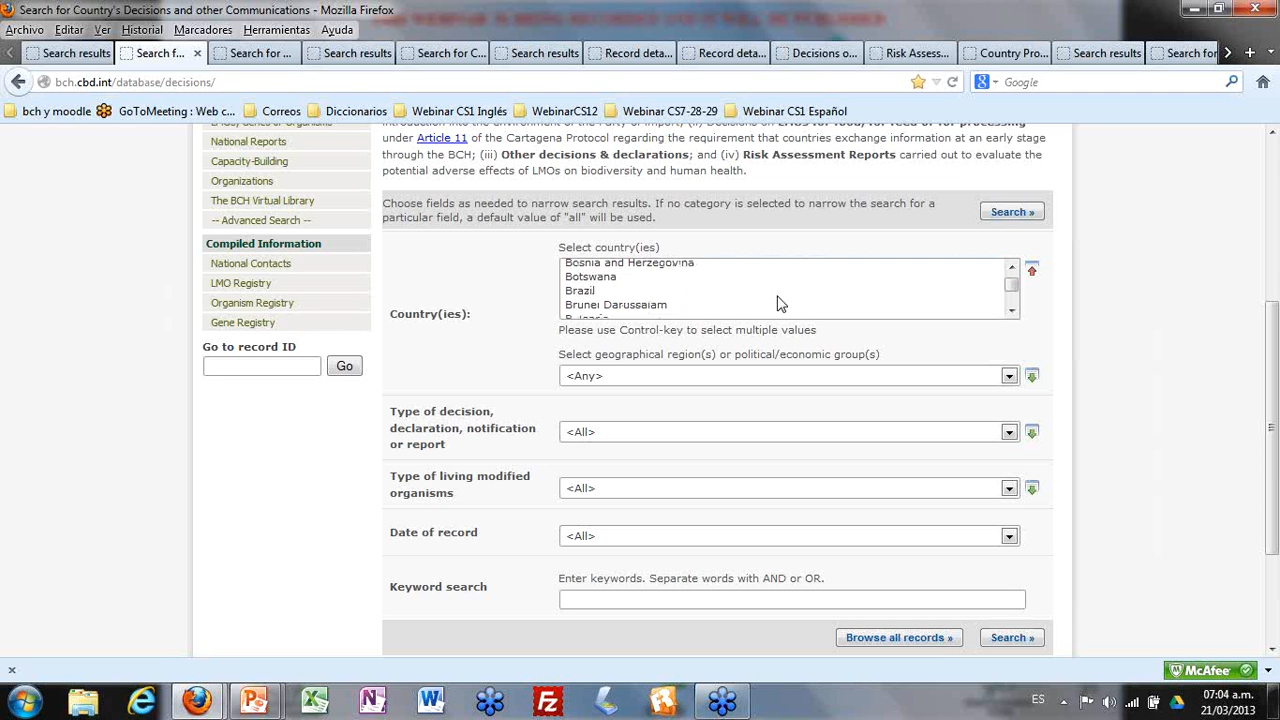 Search for Country's Decisions and other Communications - Mozilla Firefox
Archivo Editar Ver Historial Marcadores Herramientas Ayuda
Search results Search f... Search for ... Search results Search for C... Search results Record deta... Record deta... Decisions o... Risk Assess... Country Pro... Search results Search for
bch.cbd.int/database/decisions/ Google
bch y moodle GoToMeeting : Web c... Correos Diccionarios Webinar CS1 Inglés WebinarCS12 Webinar CS7-28-29 Webinar CS1 Español
under Article 11 of the Cartagena Protocol regarding the requirement that countries exchange information at an early stage
through the BCH; (iii) Other decisions & declarations; and (iv) Risk Assessment Reports carried out to evaluate the
potential adverse effects of LMOs on biodiversity and human health.
National Reports
Capacity-Building
Organizations
The BCH Virtual Library
-- Advanced Search --
Compiled Information
National Contacts
LMO Registry
Organism Registry
Gene Registry
Go to record ID
Go
Choose fields as needed to narrow search results. If no category is selected to narrow the search for a
particular field, a default value of "all" will be used.
Search »
Country(ies):
Select country(ies)
Bosnia and Herzegovina
Botswana
Brazil
Brunei Darussalam
Please use Control-key to select multiple values
Select geographical region(s) or political/economic group(s)
<Any>
Type of decision,
declaration, notification
or report
<All>
Type of living modified
organisms
<All>
Date of record
<All>
Keyword search
Enter keywords. Separate words with AND or OR.
Browse all records » Search »
McAfee
ES
07:04 a.m.
21/03/2013